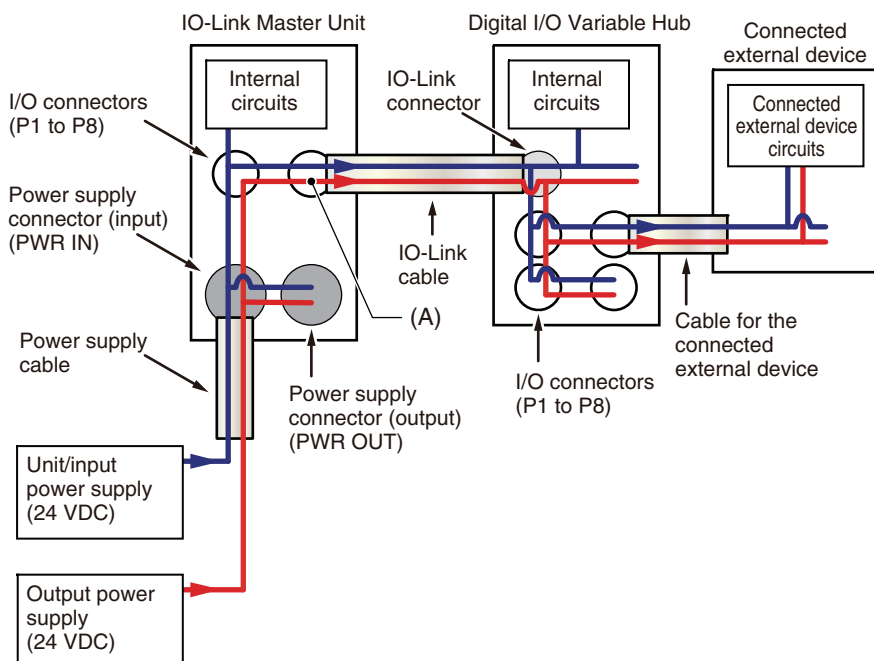 IO-Link Master Unit
Digital I/O Variable Hub
Connected
external device
Internal
circuits
IO-Link
connector
Internal
circuits
Connected
external device
circuits
I/O connectors
(P1 to P8)
Power supply
connector (input)
(PWR IN)
IO-Link
cable
(A)
Power supply
cable
Power supply
connector (output)
(PWR OUT)
I/O connectors
(P1 to P8)
Cable for the
connected
external device
Unit/input
power supply
(24 VDC)
Output power
supply
(24 VDC)